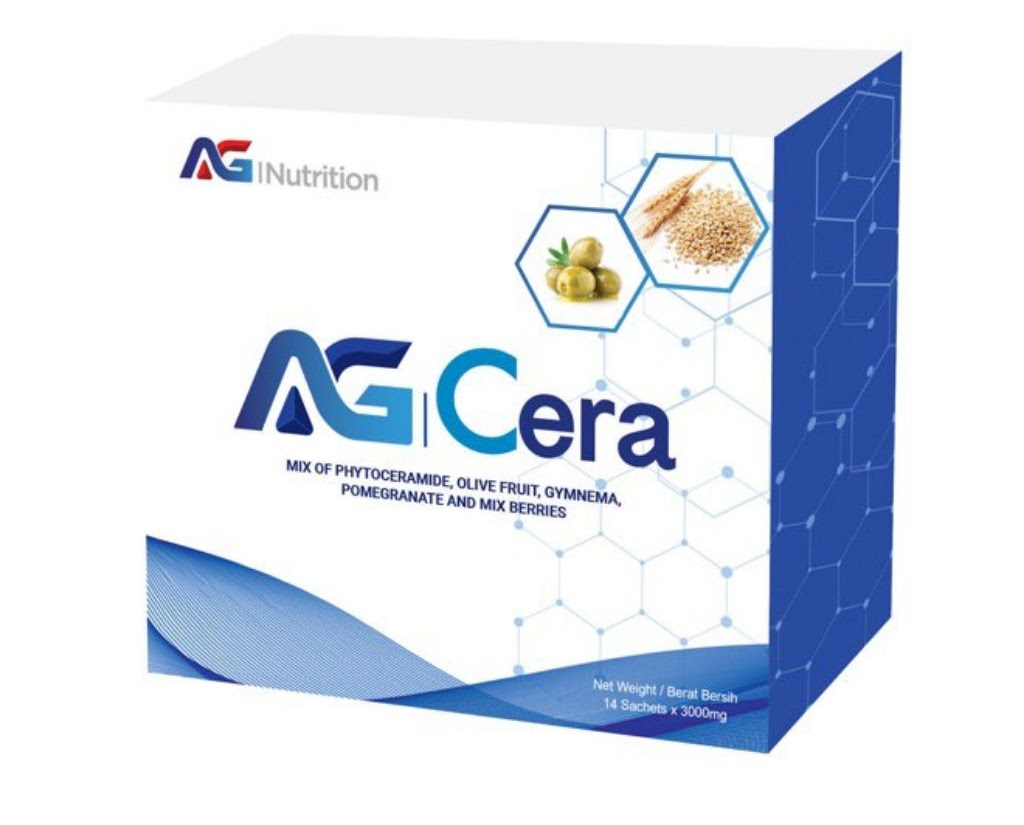 AG | Nutrition
AG | Cera
MIX OF PHYTOCERAMIDE, OLIVE FRUIT, GYMNEMA,
POMEGRANATE AND MIX BERRIES
Net Weight / Berat Bersih
14 Sachets x 3000mg